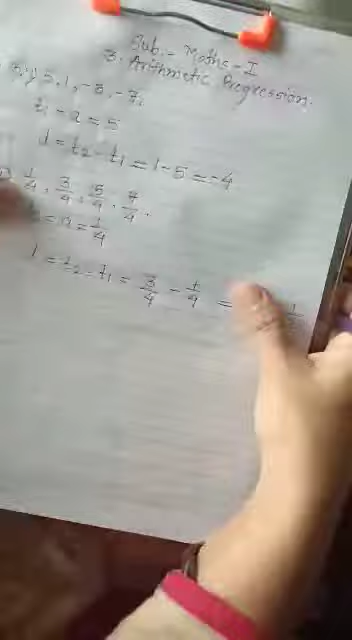 Sub:- Maths-I
3. Arithmetic Progression.
5, 1, -3, -7,
t₁ = a = 5
d = t₂ - t₁ = 1 - 5 = -4
1/4, 3/4, 5/4, 7/4.
= a = 1/4
= t₂ - t₁ = 3/4 - 1/4 =